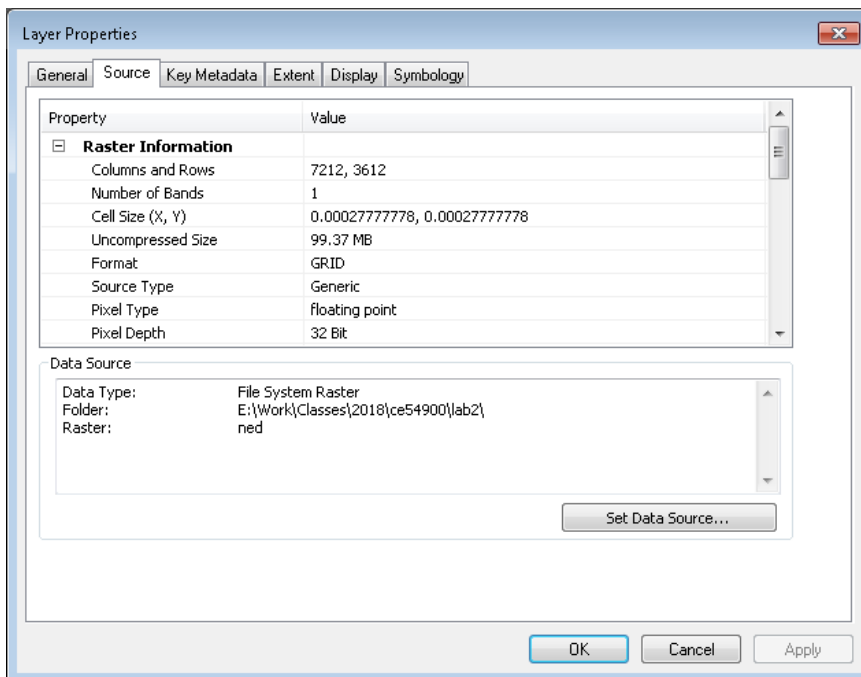 Layer Properties
General Source Key Metadata Extent Display Symbology
Property Value
Raster Information
Columns and Rows 7212, 3612
Number of Bands 1
Cell Size (X, Y) 0.00027777778, 0.00027777778
Uncompressed Size 99.37 MB
Format GRID
Source Type Generic
Pixel Type floating point
Pixel Depth 32 Bit
Data Source
Data Type: File System Raster
Folder: E:\Work\Classes\2018\ce54900\lab2\
Raster: ned
Set Data Source...
OK Cancel Apply